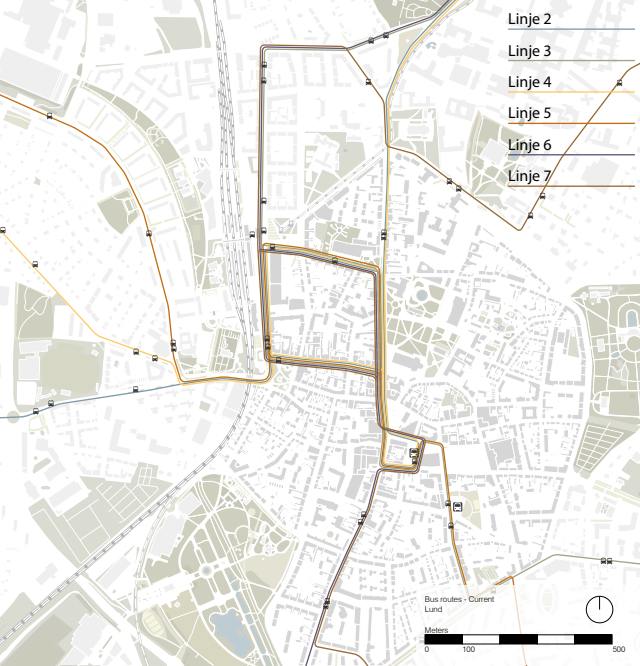 Linje 2
Linje 3
Linje 4
Linje 5
Linje 6
Linje 7
Bus routes - Current
Lund
Meters
0 100 500